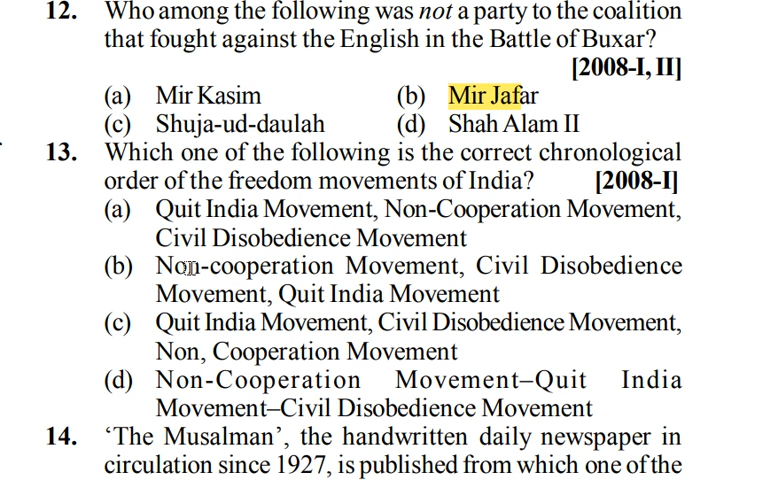 12. Who among the following was not a party to the coalition
that fought against the English in the Battle of Buxar?
[2008-I, II]
(a) Mir Kasim (b) Mir Jafar
(c) Shuja-ud-daulah (d) Shah Alam II
13. Which one of the following is the correct chronological
order of the freedom movements of India? [2008-I]
(a) Quit India Movement, Non-Cooperation Movement,
Civil Disobedience Movement
(b) Non-cooperation Movement, Civil Disobedience
Movement, Quit India Movement
(c) Quit India Movement, Civil Disobedience Movement,
Non, Cooperation Movement
(d) Non-Cooperation Movement–Quit India
Movement–Civil Disobedience Movement
14. ‘The Musalman’, the handwritten daily newspaper in
circulation since 1927, is published from which one of the